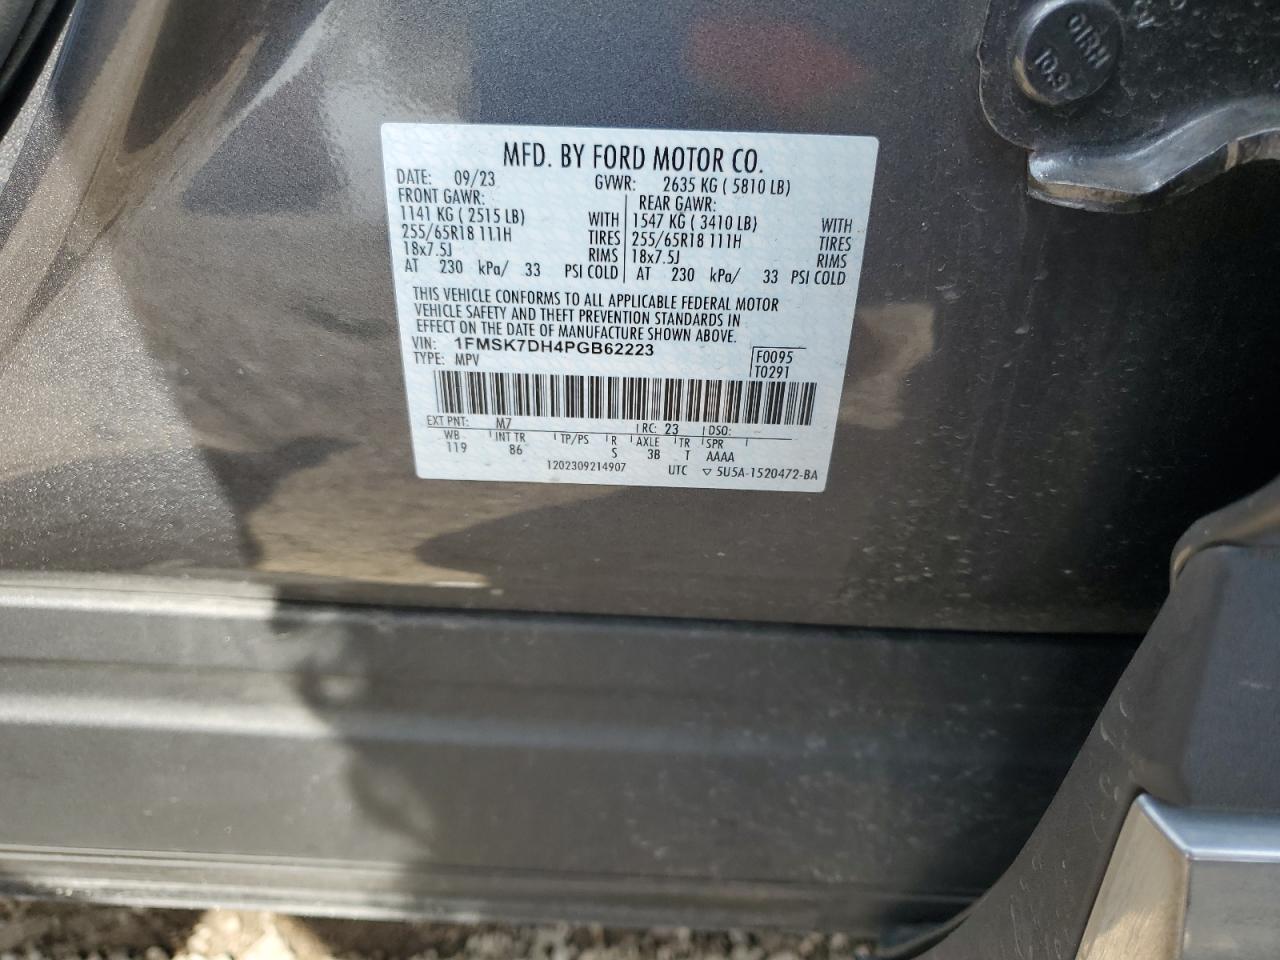 MFD. BY FORD MOTOR CO.
DATE: 09/23 GVWR: 2635 KG ( 5810 LB)
FRONT GAWR: REAR GAWR:
1141 KG ( 2515 LB) WITH 1547 KG ( 3410 LB) WITH
255/65R18 111H TIRES 255/65R18 111H TIRES
18x7.5J RIMS 18x7.5J RIMS
AT 230 kPa/ 33 PSI COLD AT 230 kPa/ 33 PSI COLD
THIS VEHICLE CONFORMS TO ALL APPLICABLE FEDERAL MOTOR
VEHICLE SAFETY AND THEFT PREVENTION STANDARDS IN
EFFECT ON THE DATE OF MANUFACTURE SHOWN ABOVE.
VIN: 1FMSK7DH4PGB62223 F0095
TYPE: MPV T0291
EXT PNT: M7 RC: 23 DSO:
WB INT TR TP/PS R AXLE TR SPR
119 86 S 3B T AAAA
1202309214907 UTC ▽ 5U5A-1520472-BA
01RN
10.9